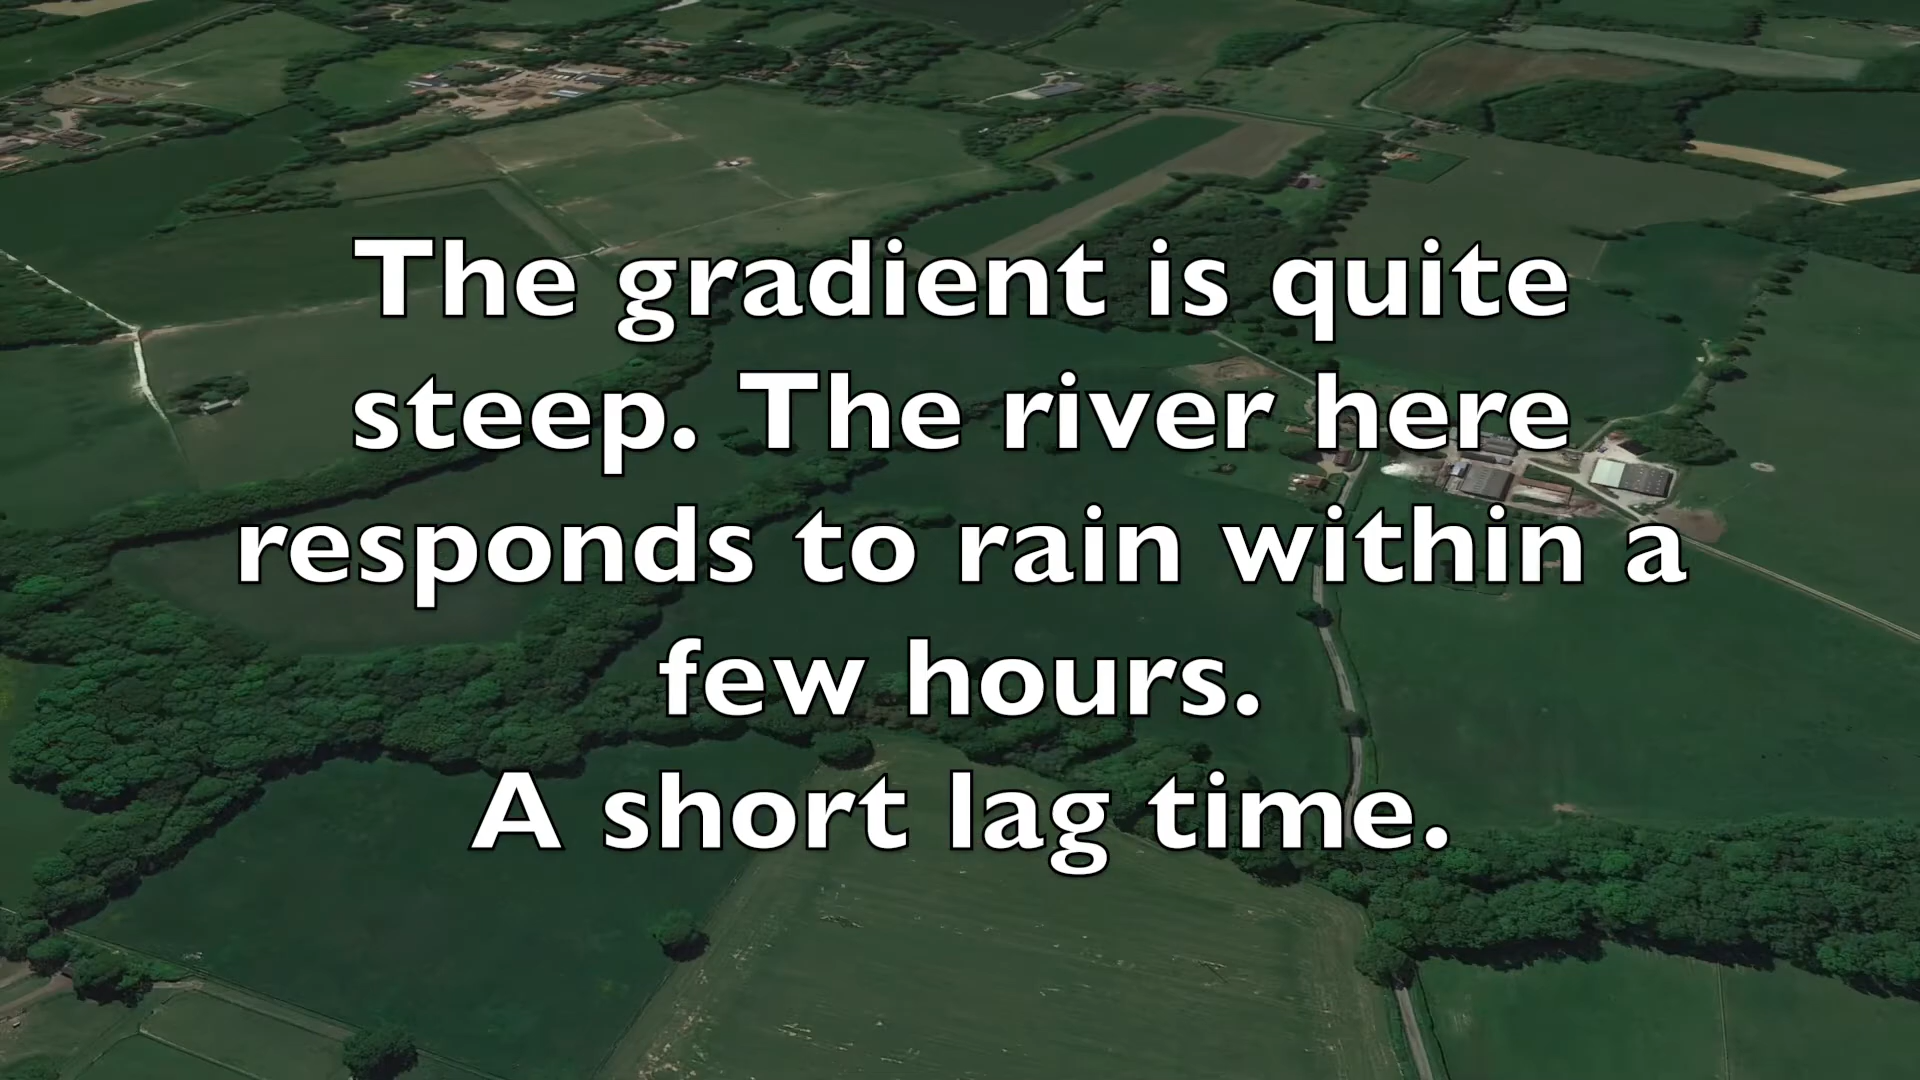 The gradient is quite
steep. The river here
responds to rain within a
few hours.
A short lag time.